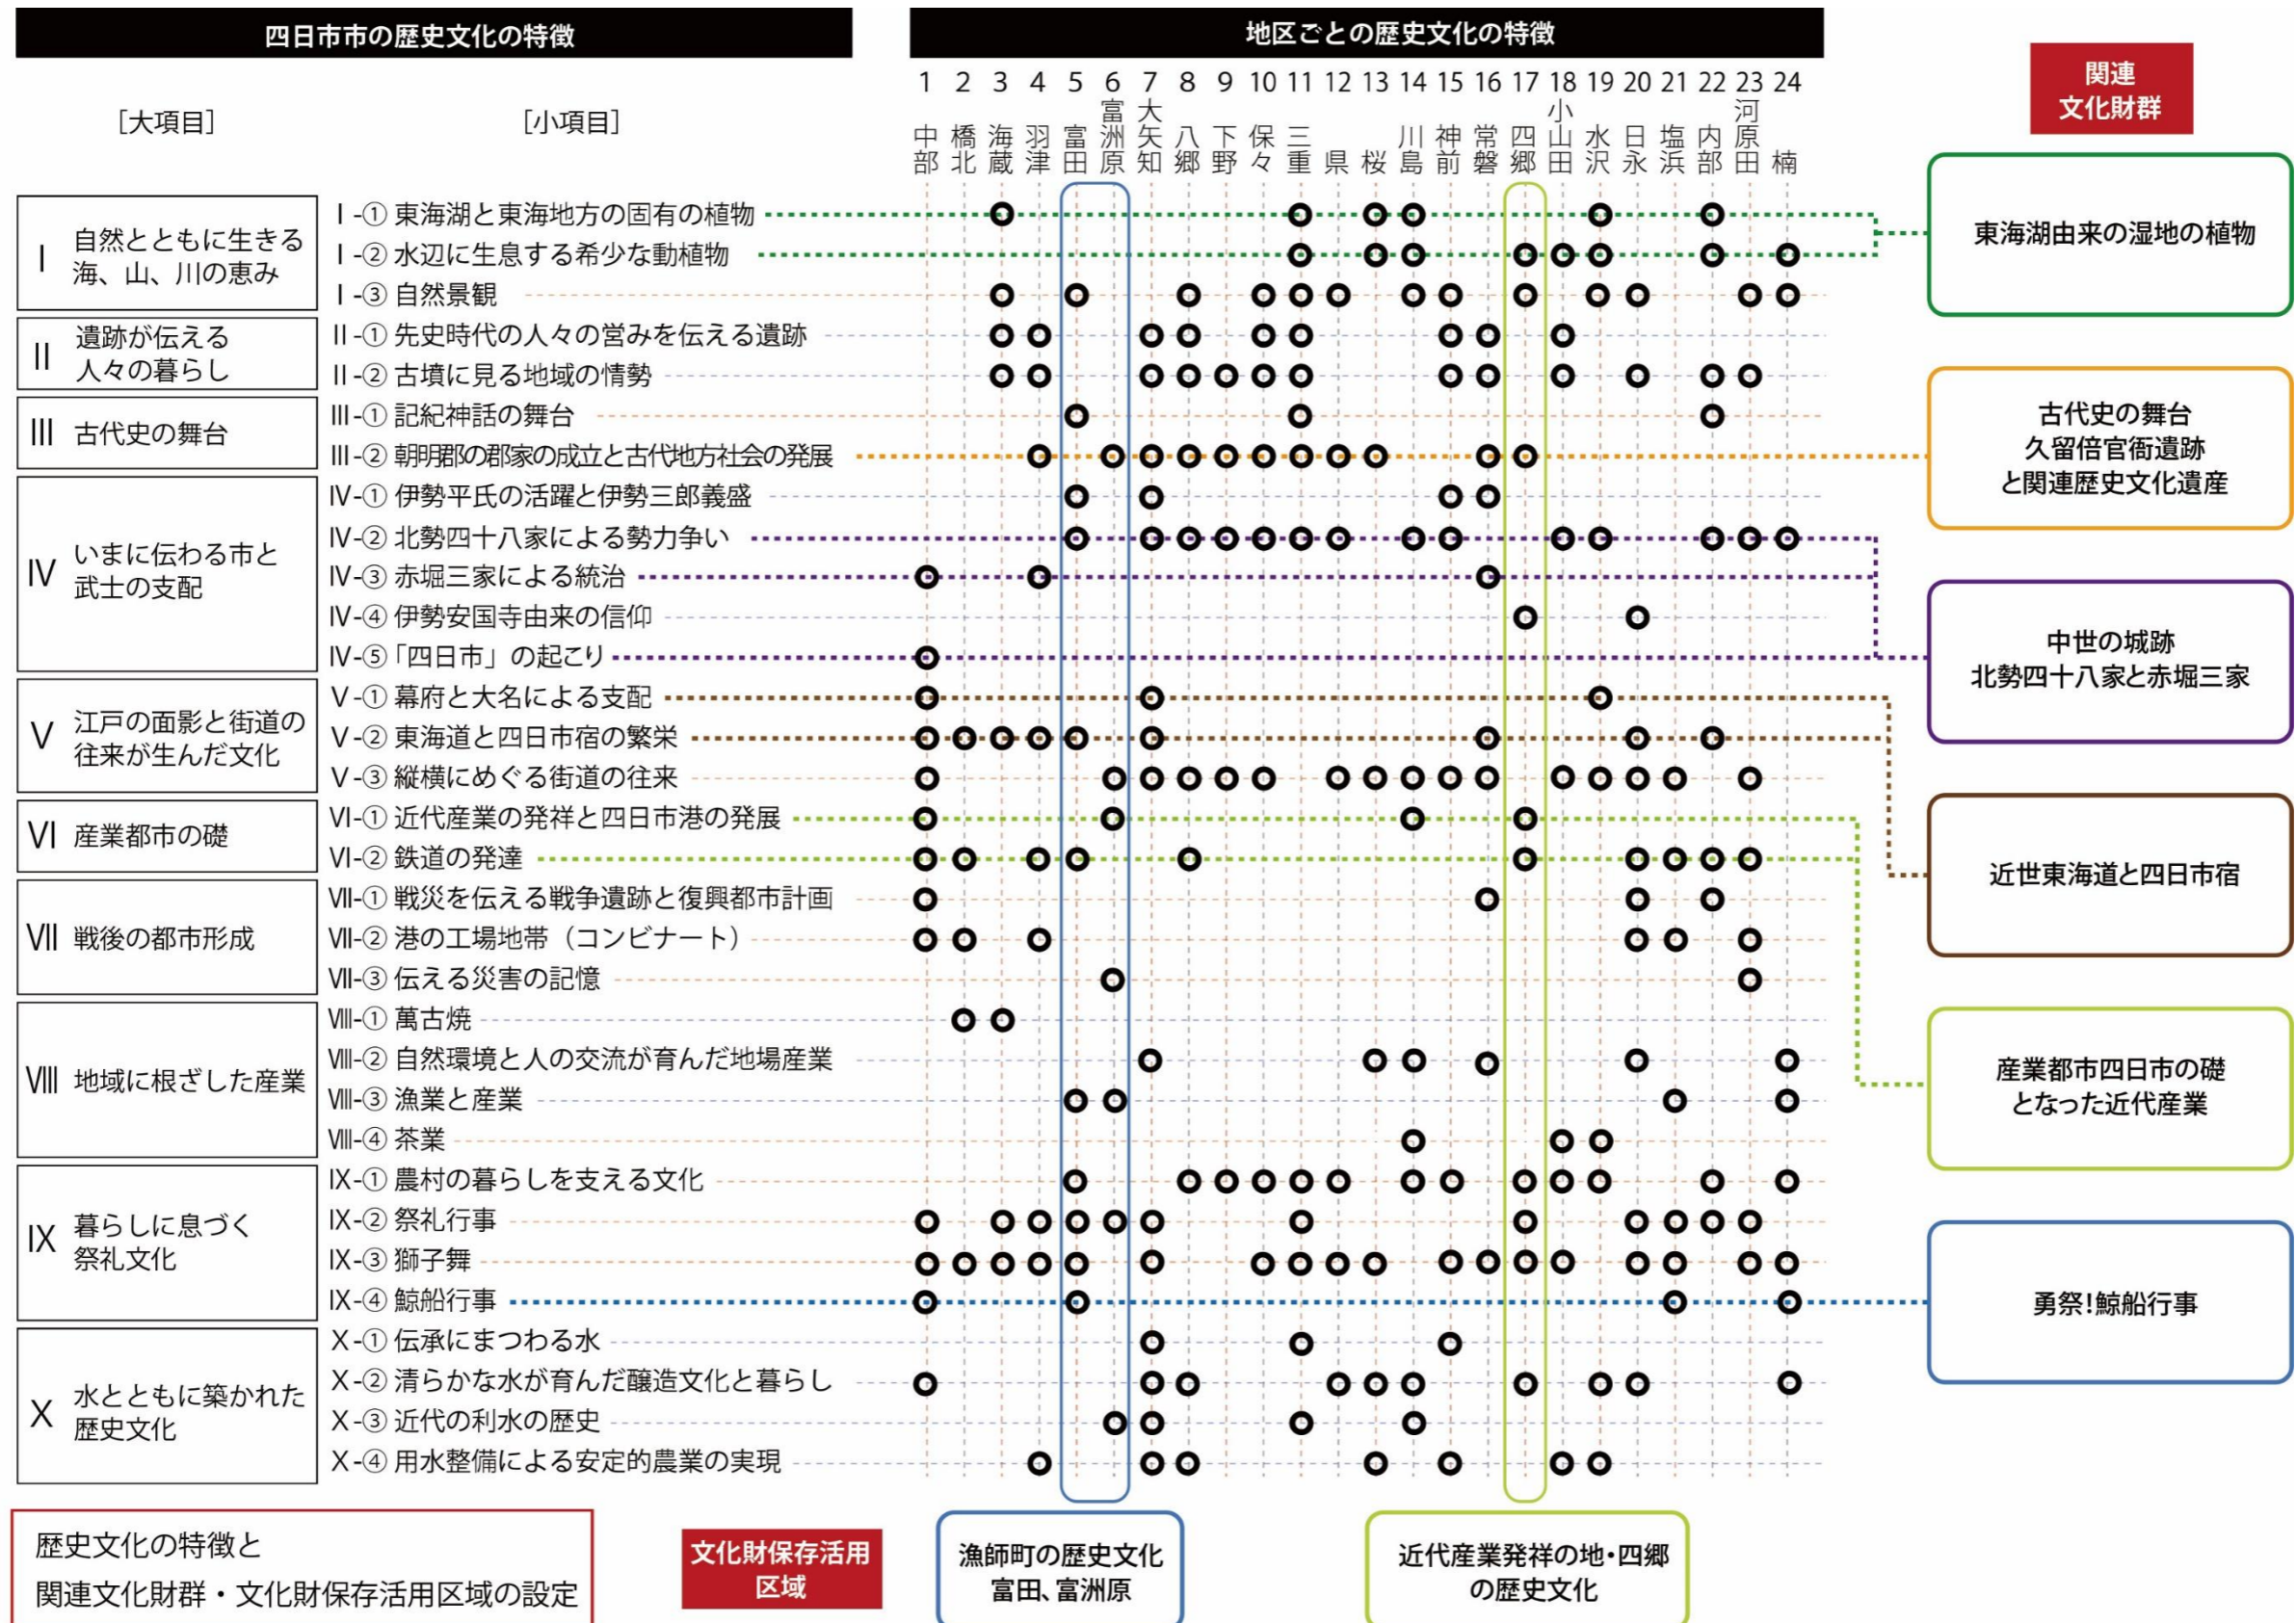 四日市市の歴史文化の特徴
地区ごとの歴史文化の特徴
［大項目］
［小項目］
1 2 3 4 5 6 7 8 9 10 11 12 13 14 15 16 17 18 19 20 21 22 23 24
中部
橋北
海蔵
羽津
富田
富洲原
大矢知
八郷
下野
保々
三重
県
桜
川島
神前
常磐
四郷
小山田
水沢
日永
塩浜
内部
河原田
楠
Ⅰ 自然とともに生きる
海、山、川の恵み
Ⅰ-① 東海湖と東海地方の固有の植物
Ⅰ-② 水辺に生息する希少な動植物
Ⅰ-③ 自然景観
Ⅱ 遺跡が伝える
人々の暮らし
Ⅱ-① 先史時代の人々の営みを伝える遺跡
Ⅱ-② 古墳に見る地域の情勢
Ⅲ 古代史の舞台
Ⅲ-① 記紀神話の舞台
Ⅲ-② 朝明郡の郡家の成立と古代地方社会の発展
Ⅳ いまに伝わる市と
武士の支配
Ⅳ-① 伊勢平氏の活躍と伊勢三郎義盛
Ⅳ-② 北勢四十八家による勢力争い
Ⅳ-③ 赤堀三家による統治
Ⅳ-④ 伊勢安国寺由来の信仰
Ⅳ-⑤ 「四日市」の起こり
Ⅴ 江戸の面影と街道の
往来が生んだ文化
Ⅴ-① 幕府と大名による支配
Ⅴ-② 東海道と四日市宿の繁栄
Ⅴ-③ 縦横にめぐる街道の往来
Ⅵ 産業都市の礎
Ⅵ-① 近代産業の発祥と四日市港の発展
Ⅵ-② 鉄道の発達
Ⅶ 戦後の都市形成
Ⅶ-① 戦災を伝える戦争遺跡と復興都市計画
Ⅶ-② 港の工場地帯（コンビナート）
Ⅶ-③ 伝える災害の記憶
Ⅷ 地域に根ざした産業
Ⅷ-① 萬古焼
Ⅷ-② 自然環境と人の交流が育んだ地場産業
Ⅷ-③ 漁業と産業
Ⅷ-④ 茶業
Ⅸ 暮らしに息づく
祭礼文化
Ⅸ-① 農村の暮らしを支える文化
Ⅸ-② 祭礼行事
Ⅸ-③ 獅子舞
Ⅸ-④ 鯨船行事
Ⅹ 水とともに築かれた
歴史文化
Ⅹ-① 伝承にまつわる水
Ⅹ-② 清らかな水が育んだ醸造文化と暮らし
Ⅹ-③ 近代の利水の歴史
Ⅹ-④ 用水整備による安定的農業の実現
関連
文化財群
東海湖由来の湿地の植物
古代史の舞台
久留倍官衙遺跡
と関連歴史文化遺産
中世の城跡
北勢四十八家と赤堀三家
近世東海道と四日市宿
産業都市四日市の礎
となった近代産業
勇祭!鯨船行事
歴史文化の特徴と
関連文化財群・文化財保存活用区域の設定
文化財保存活用
区域
漁師町の歴史文化
富田、富洲原
近代産業発祥の地・四郷
の歴史文化